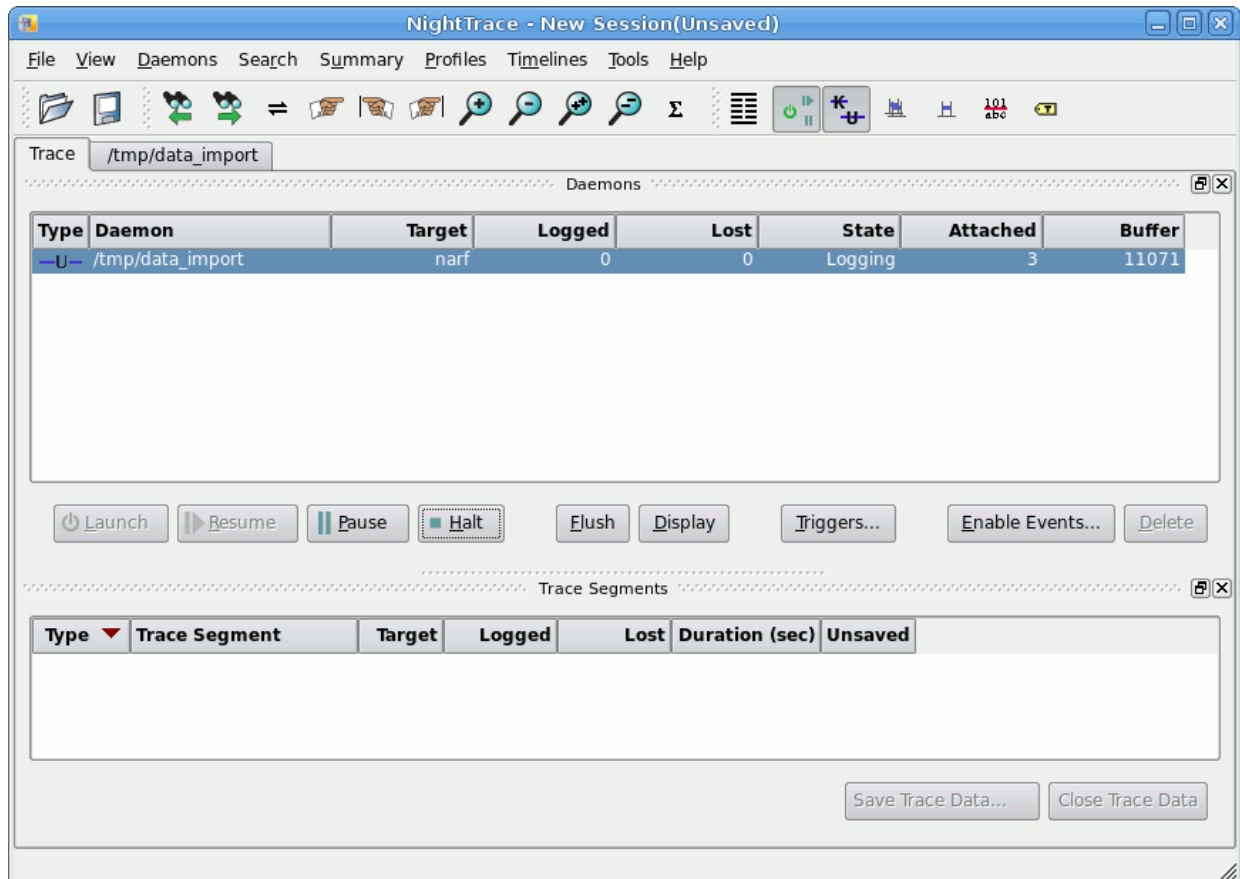 NightTrace - New Session(Unsaved)
File View Daemons Search Summary Profiles Timelines Tools Help
Σ K U 101 abc T
Trace /tmp/data_import
Daemons
Type Daemon Target Logged Lost State Attached Buffer
U /tmp/data_import narf 0 0 Logging 3 11071
Launch Resume Pause Halt Flush Display Triggers... Enable Events... Delete
Trace Segments
Type Trace Segment Target Logged Lost Duration (sec) Unsaved
Save Trace Data... Close Trace Data